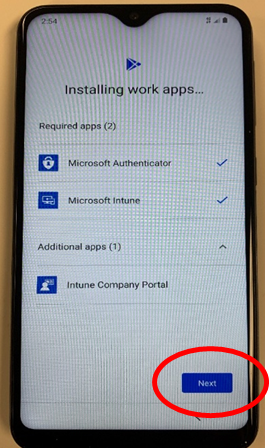 2:54
Installing work apps...
Required apps (2)
Microsoft Authenticator
Microsoft Intune
Additional apps (1)
Intune Company Portal
Next